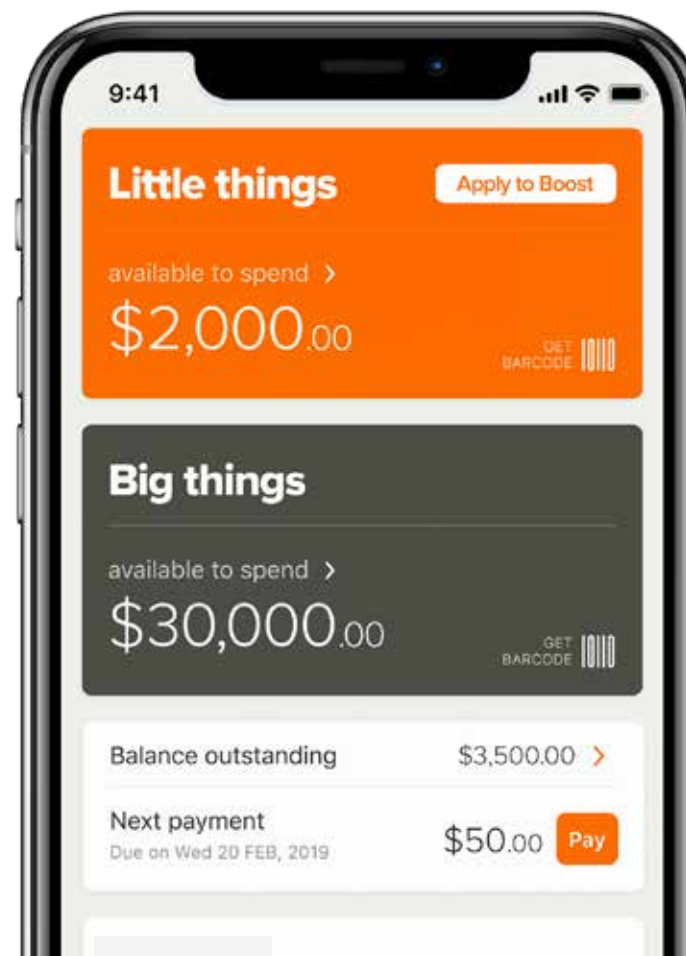 9:41
Little things
Apply to Boost
available to spend
$2,000.00
GET
BARCODE
Big things
available to spend
$30,000.00
GET
BARCODE
Balance outstanding $3,500.00
Next payment
Due on Wed 20 FEB, 2019
$50.00 Pay